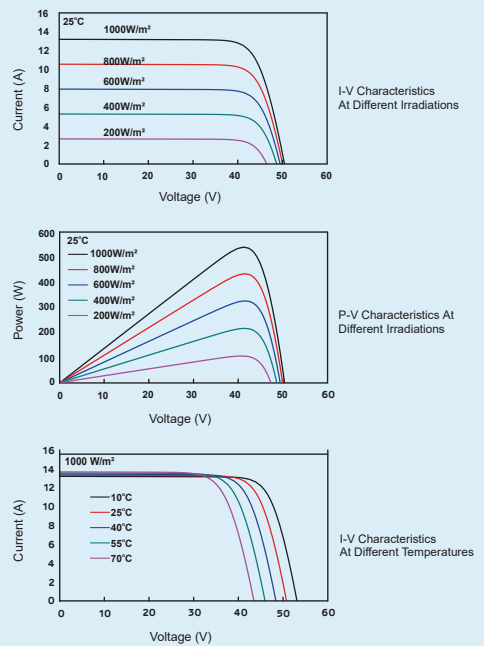 25°C
1000W/m²
800W/m²
600W/m²
400W/m²
200W/m²
16
14
12
10
8
6
4
2
0
Current (A)
0 10 20 30 40 50 60
Voltage (V)
I-V Characteristics
At Different Irradiations
25°C
1000W/m²
800W/m²
600W/m²
400W/m²
200W/m²
600
500
400
300
200
100
0
Power (W)
0 10 20 30 40 50 60
Voltage (V)
P-V Characteristics At
Different Irradiations
1000 W/m²
10°C
25°C
40°C
55°C
70°C
16
14
12
10
8
6
4
2
0
Current (A)
0 10 20 30 40 50 60
Voltage (V)
I-V Characteristics
At Different Temperatures